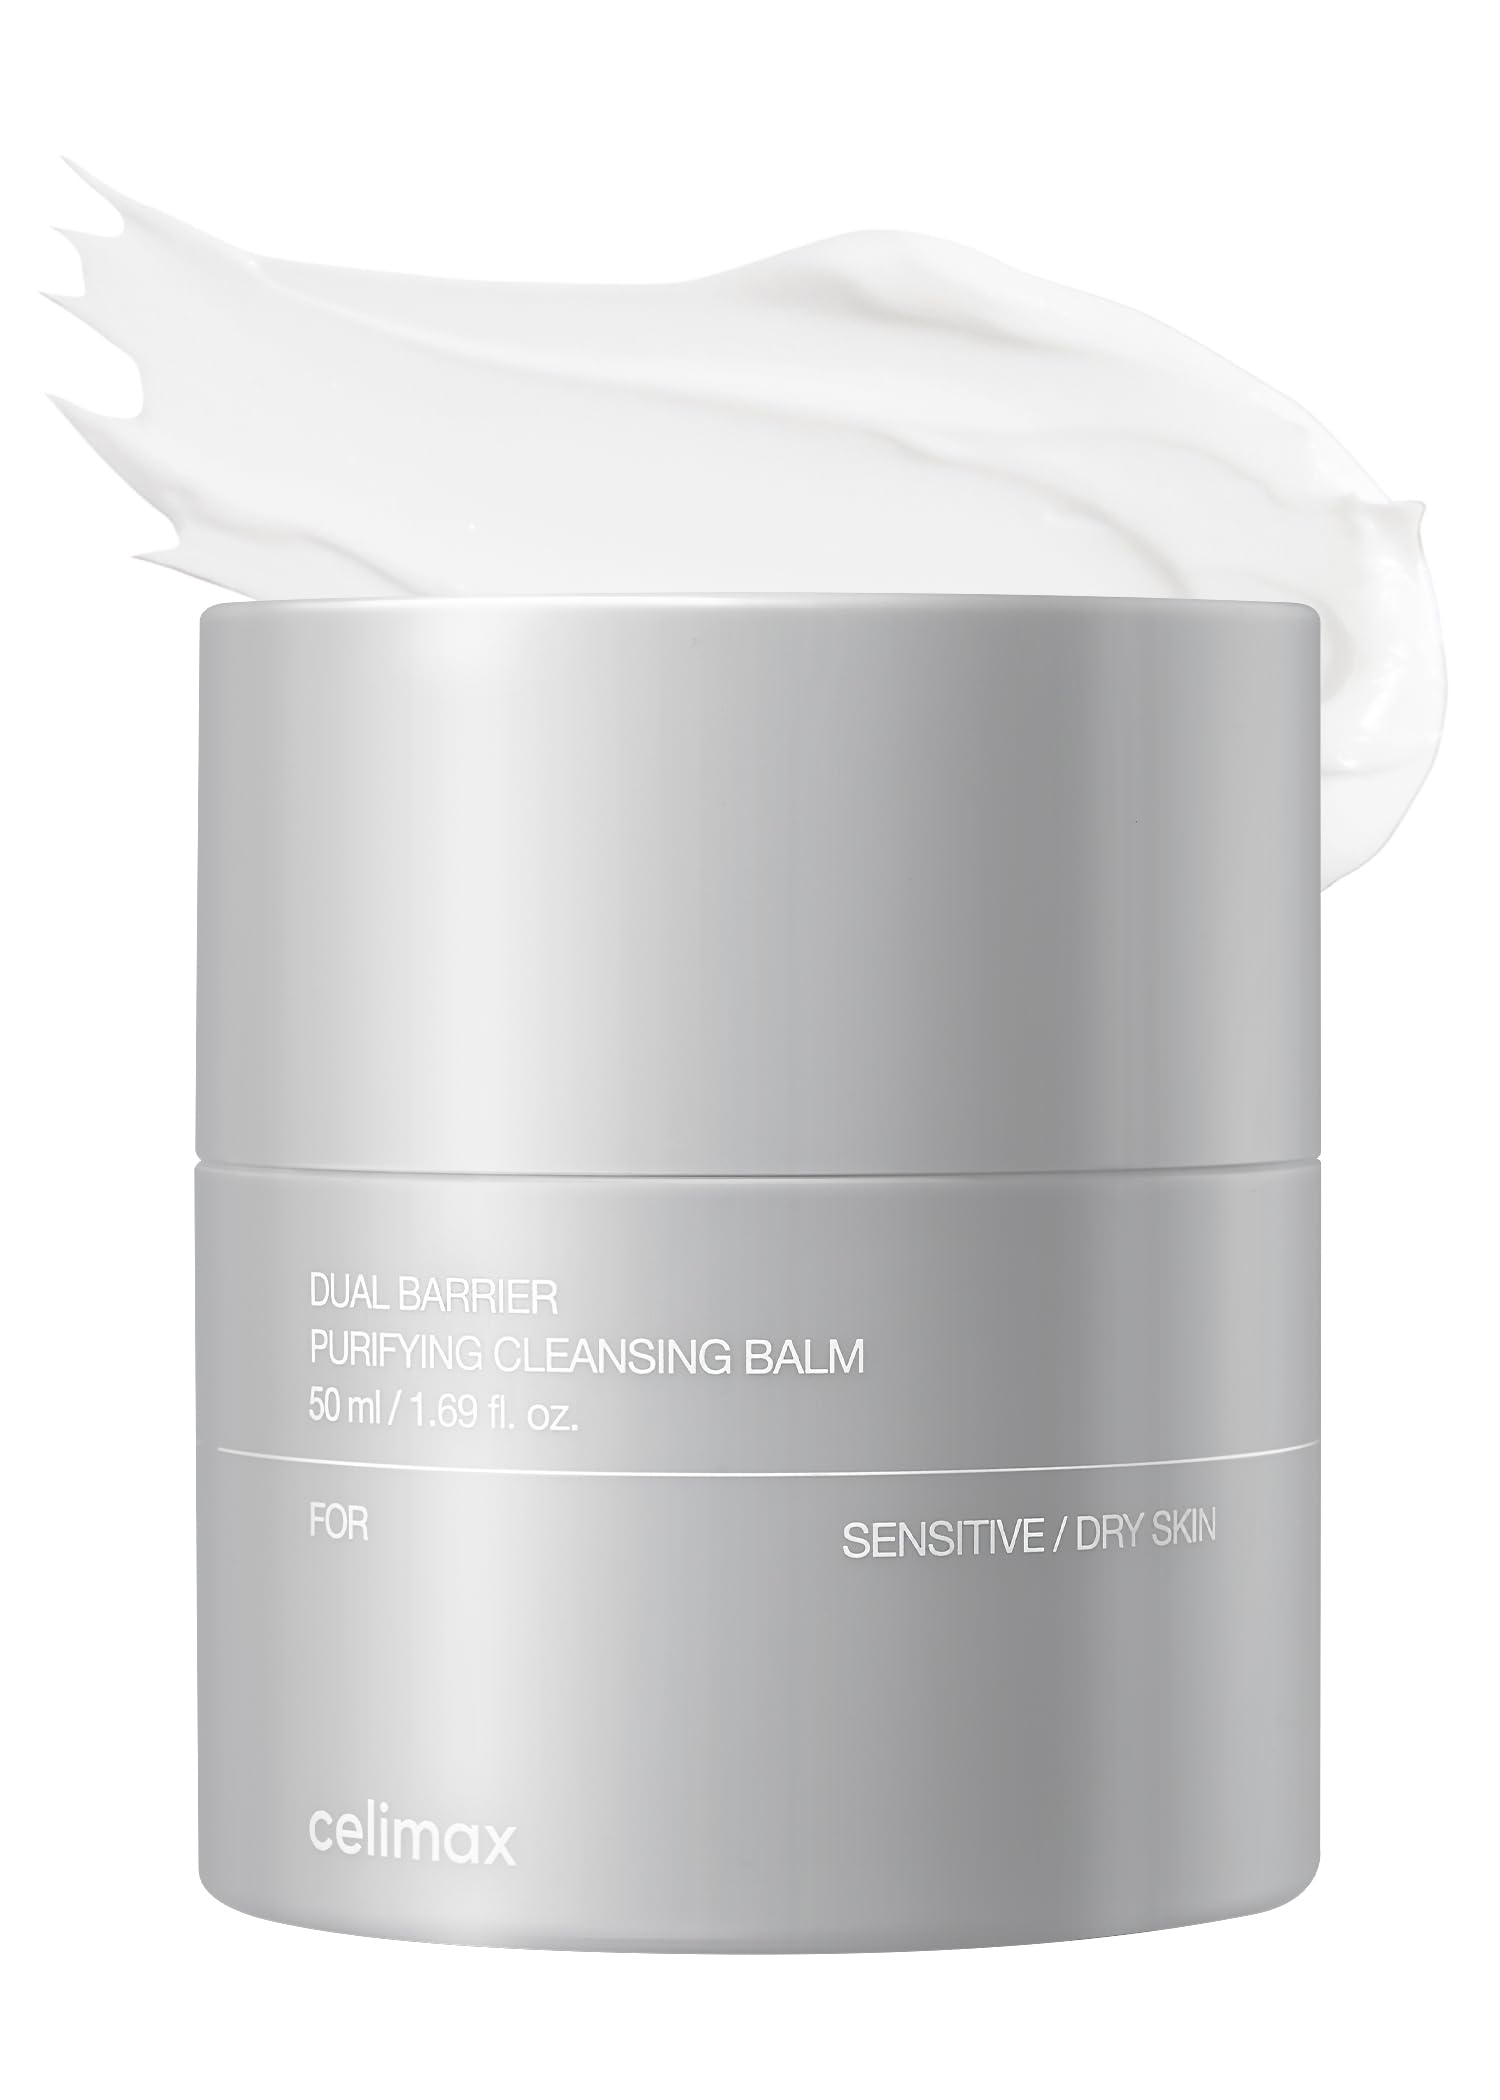 DUAL BARRIER
PURIFYING CLEANSING BALM
50 ml / 1.69 fl. oz.
FOR SENSITIVE / DRY SKIN
celimax